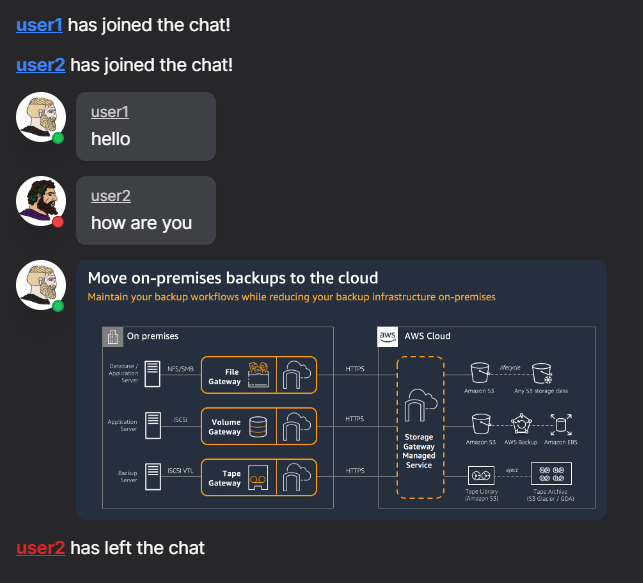 user1 has joined the chat!
user2 has joined the chat!
user1
hello
user2
how are you
Move on-premises backups to the cloud
Maintain your backup workflows while reducing your backup infrastructure on-premises
On premises
aws
AWS Cloud
Database /
Application
Server
NFS/SMB
File
Gateway
HTTPS
lifecycle
Amazon S3
Any S3 storage class
Application
Server
iSCSI
Volume
Gateway
HTTPS
Storage
Gateway
Managed
Service
Amazon S3
AWS Backup
Amazon EBS
Backup
Server
iSCSI VTL
Tape
Gateway
HTTPS
eject
Tape Library
(Amazon S3)
Tape Archive
(S3 Glacier / GDA)
user2 has left the chat